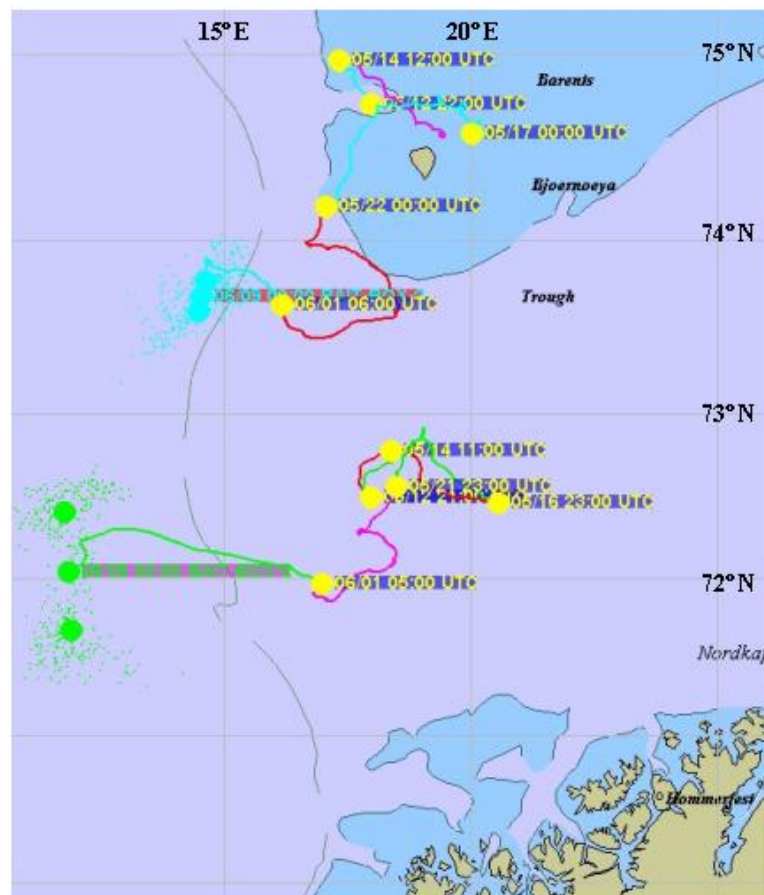 15°E 20°E
75°N
05/14 12:00 UTC
Barents
05/17 00:00 UTC
Bjoernoeya
05/22 00:00 UTC
74°N
06/01 06:00 UTC
Trough
73°N
05/14 11:00 UTC
05/21 23:00 UTC
05/16 23:00 UTC
72°N
06/01 05:00 UTC
Nordkap
Hammerfest